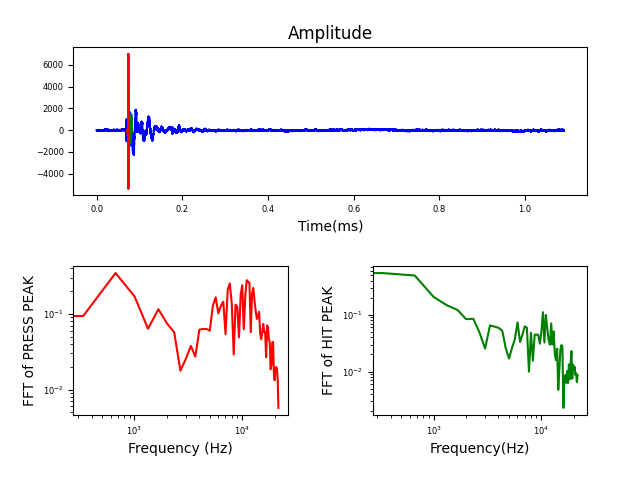 Amplitude
6000
4000
2000
0
−2000
−4000
0.0 0.2 0.4 0.6 0.8 1.0
Time(ms)
FFT of PRESS PEAK
10⁻¹
10⁻²
10³ 10⁴
Frequency (Hz)
FFT of HIT PEAK
10⁻¹
10⁻²
10³ 10⁴
Frequency(Hz)